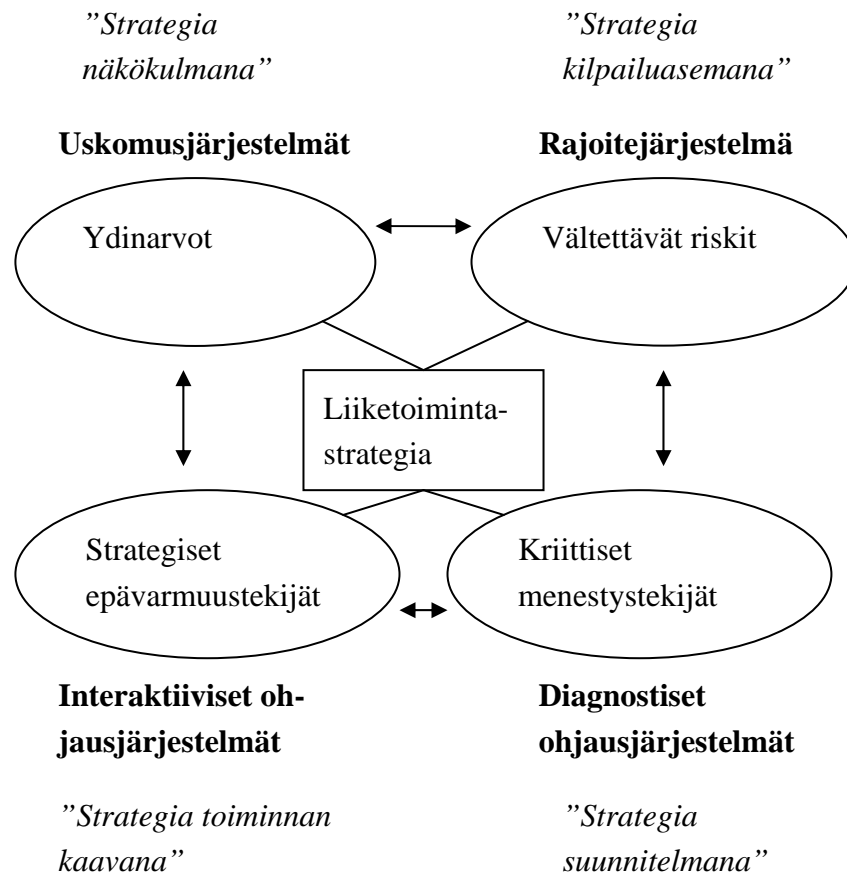 ”Strategia
näkökulmana”
”Strategia
kilpailuasemana”
Uskomusjärjestelmät
Rajoitejärjestelmä
Ydinarvot
Vältettävät riskit
Liiketoiminta-
strategia
Strategiset
epävarmuustekijät
Kriittiset
menestystekijät
Interaktiiviset oh-
jausjärjestelmät
Diagnostiset
ohjausjärjestelmät
”Strategia toiminnan
kaavana”
”Strategia
suunnitelmana”